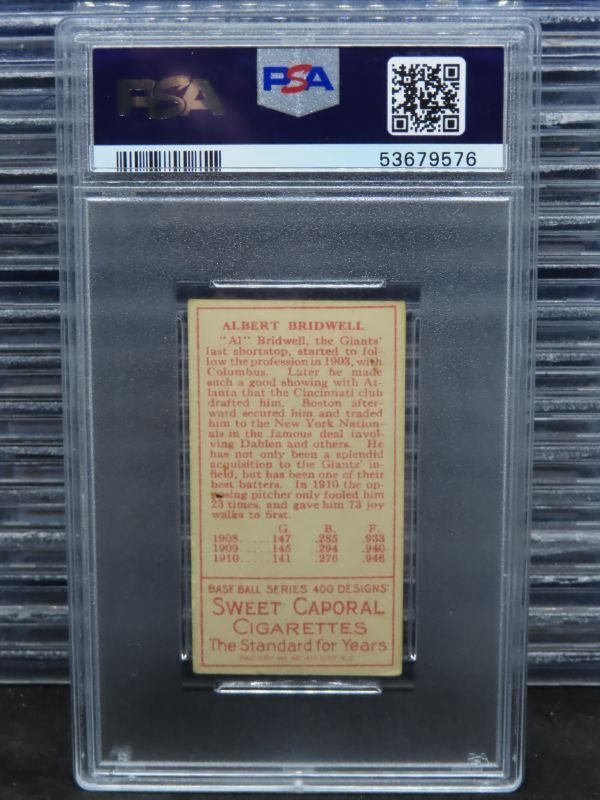 PSA
PSA
53679576
ALBERT BRIDWELL
"Al" Bridwell, the Giants'
fast shortstop, started to fol-
low the profession in 1903, with
Columbus. Later he made
such a good showing with At-
lanta that the Cincinnati club
drafted him. Boston after-
ward secured him and traded
him to the New York Nation-
als in the famous deal invol-
ving Dahlen and others. He
has not only been a splendid
acquisition to the Giants' in-
field, but has been one of their
best batters. In 1910 the op-
posing pitcher only fooled him
23 times, and gave him 73 joy
walks to first.
G. B. F.
1908.....147 .285 .933
1909.....145 .294 .940
1910.....141 .276 .946
BASE BALL SERIES 400 DESIGNS
SWEET CAPORAL
CIGARETTES
The Standard for Years
FACTORY No 42